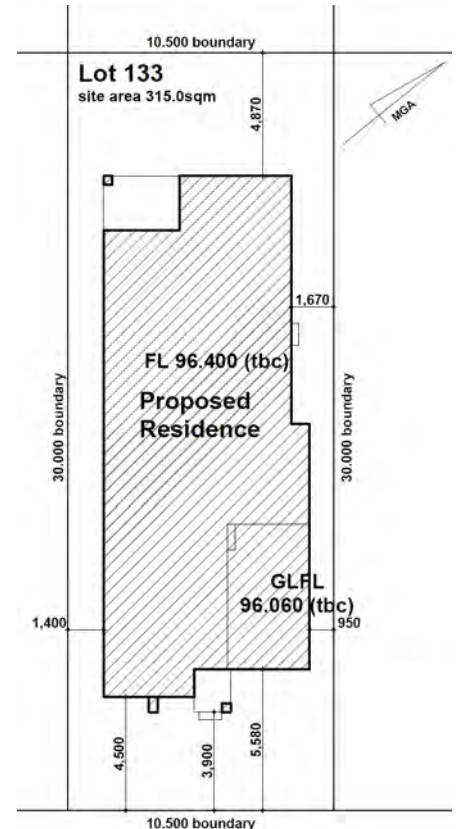 10.500 boundary
Lot 133
site area 315.0sqm
4,870
MGA
1,670
FL 96.400 (tbc)
Proposed
Residence
30.000 boundary
30.000 boundary
GLFL
96.060 (tbc)
1,400
950
4,500
3,900
5,580
10.500 boundary